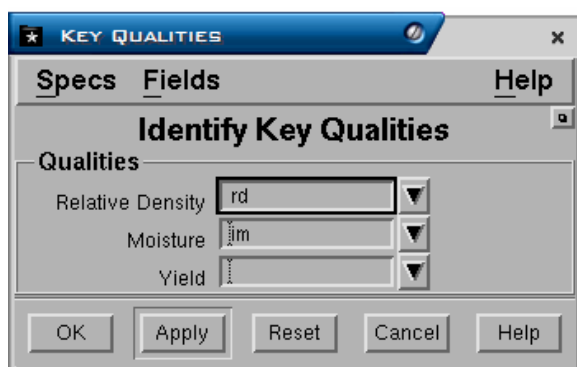 KEY QUALITIES
Specs Fields Help
Identify Key Qualities
Qualities
Relative Density rd
Moisture im
Yield
OK Apply Reset Cancel Help